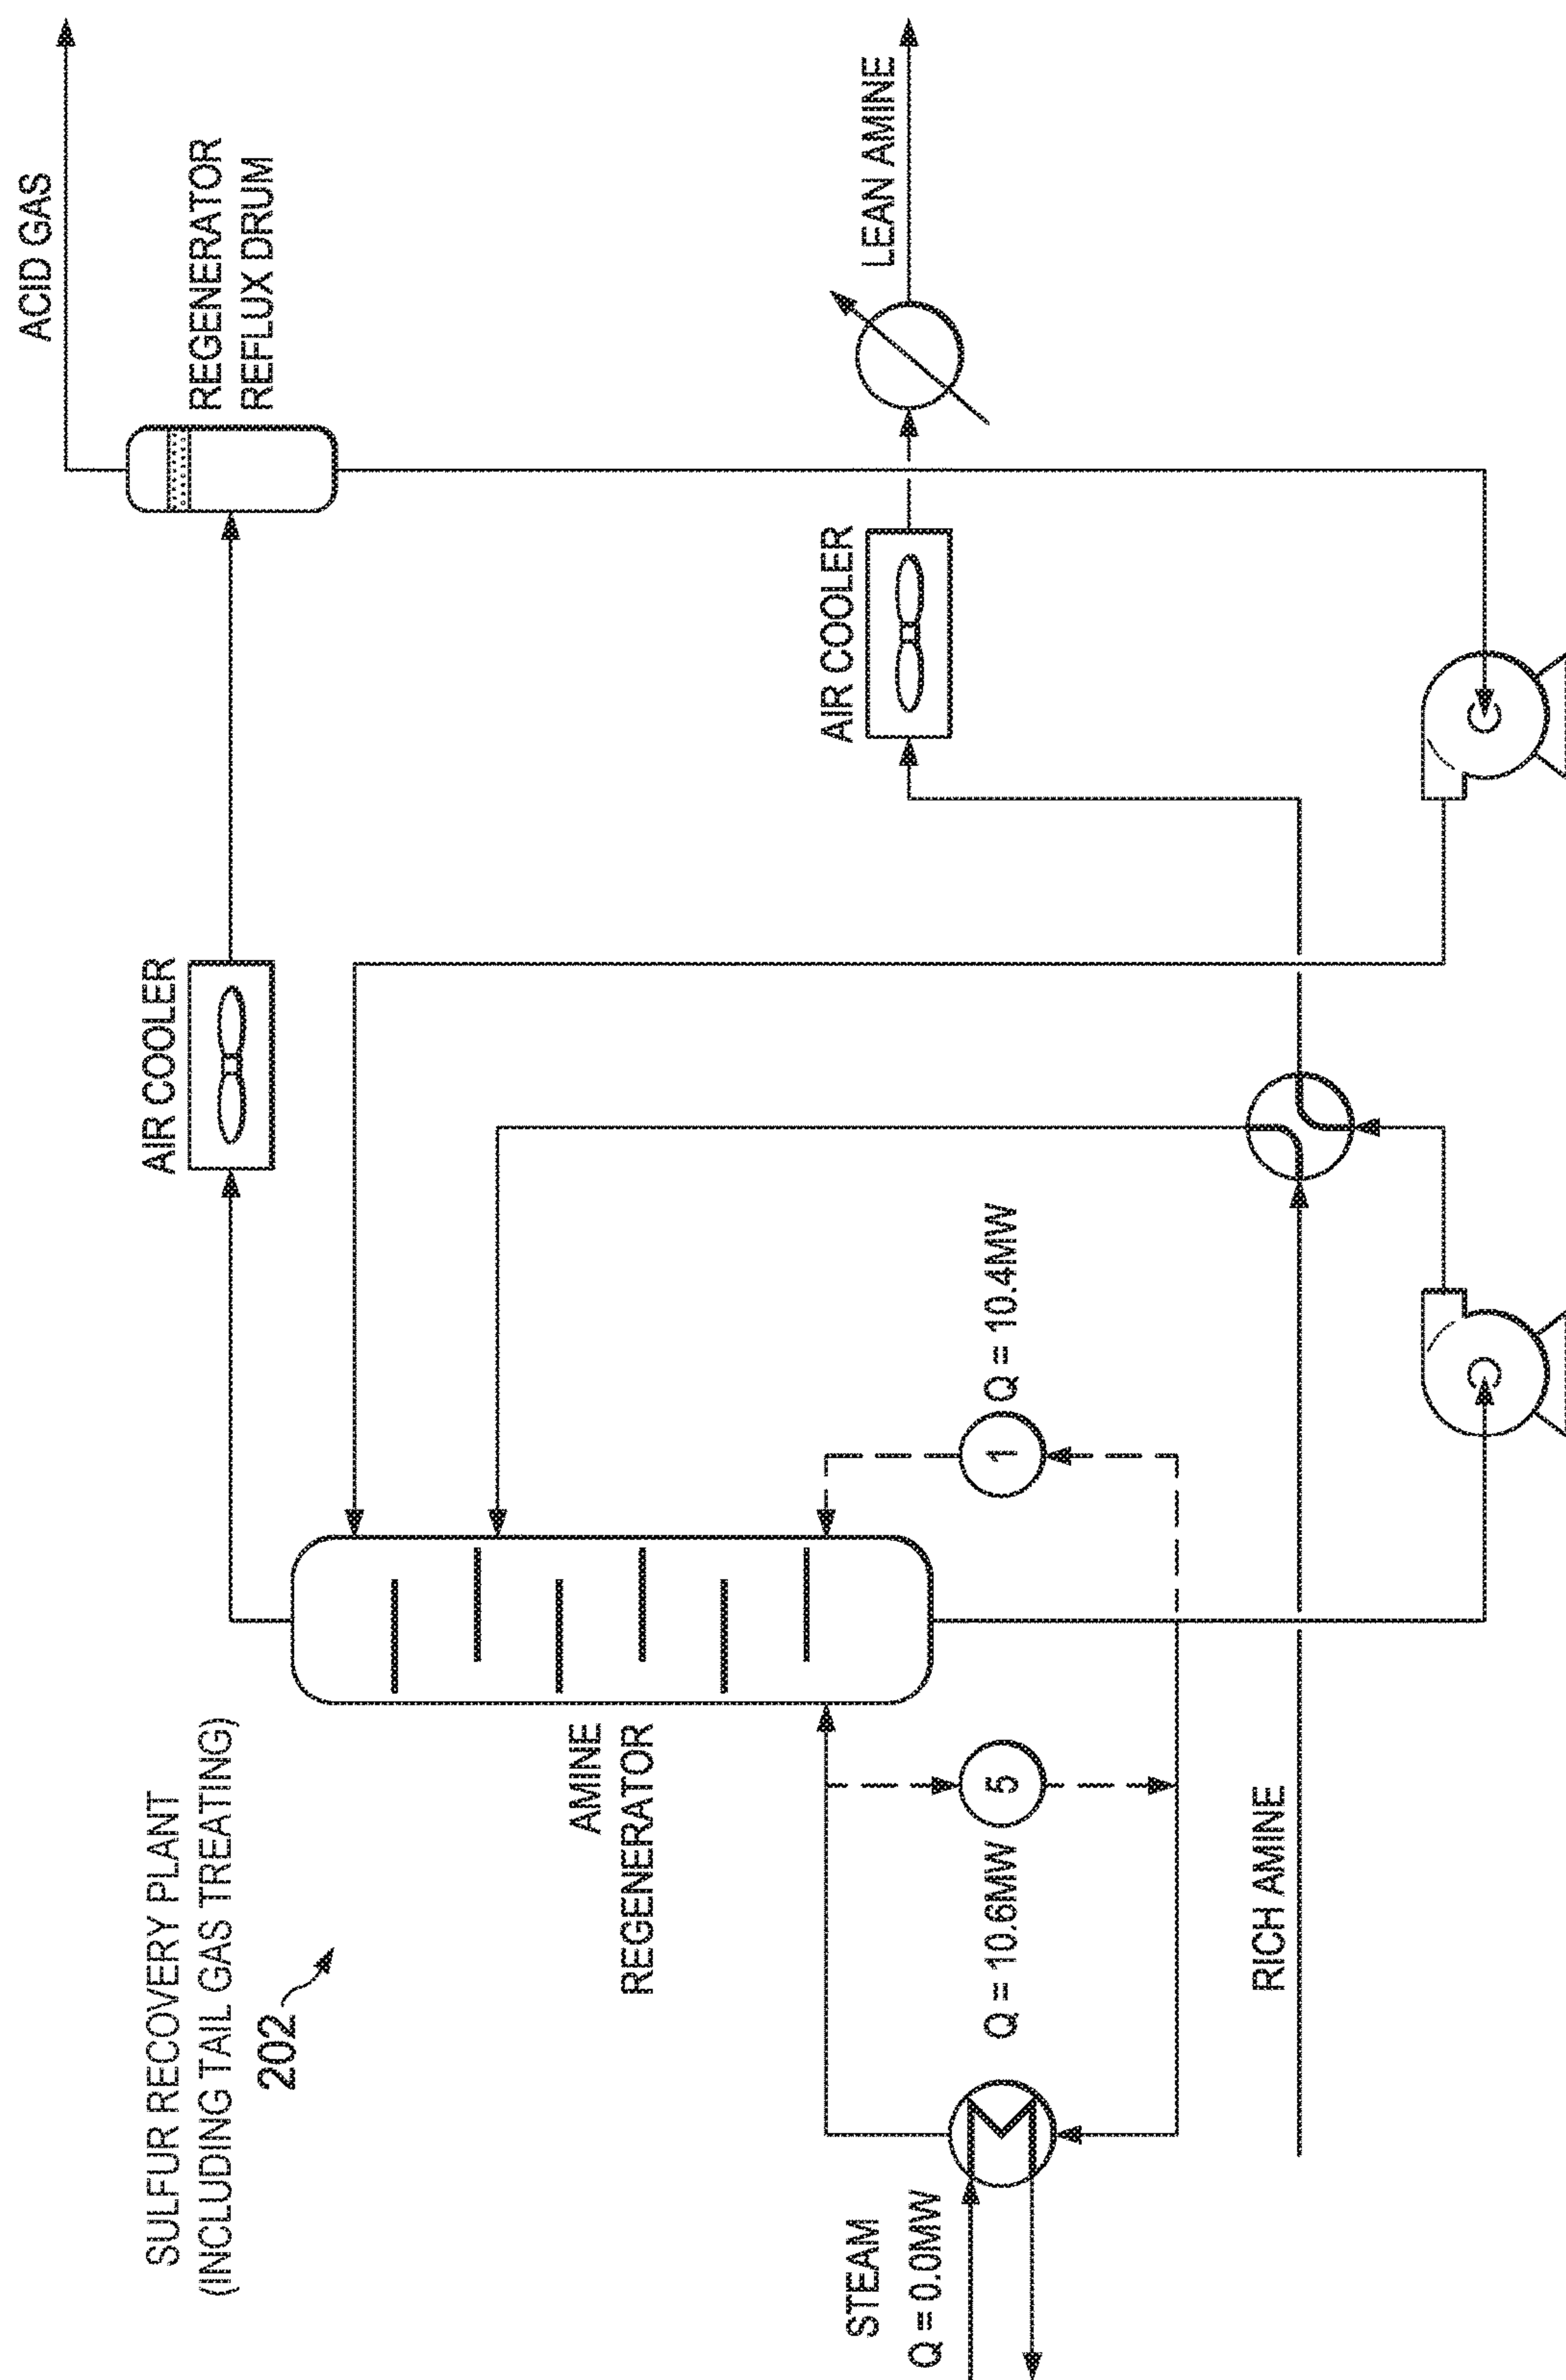 SULFUR RECOVERY PLANT
(INCLUDING TAIL GAS TREATING)
202
ACID GAS
AIR COOLER
REGENERATOR
REFLUX DRUM
AMINE
REGENERATOR
AIR COOLER
LEAN AMINE
STEAM
Q = 0.0MW
Q = 10.6MW
5
1
Q = 10.4MW
RICH AMINE